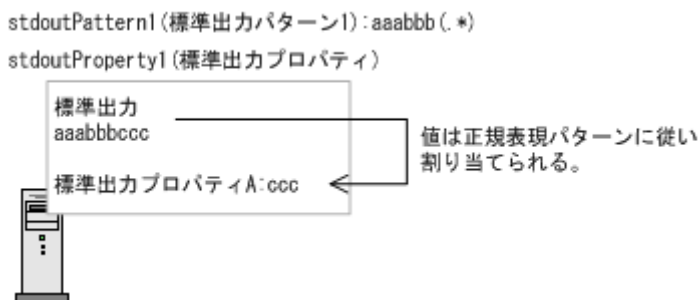 stdoutPattern1(標準出力パターン1):aaabbb(.*)
stdoutProperty1(標準出力プロパティ)
標準出力
aaabbbccc
値は正規表現パターンに従い
割り当てられる。
標準出力プロパティA:ccc